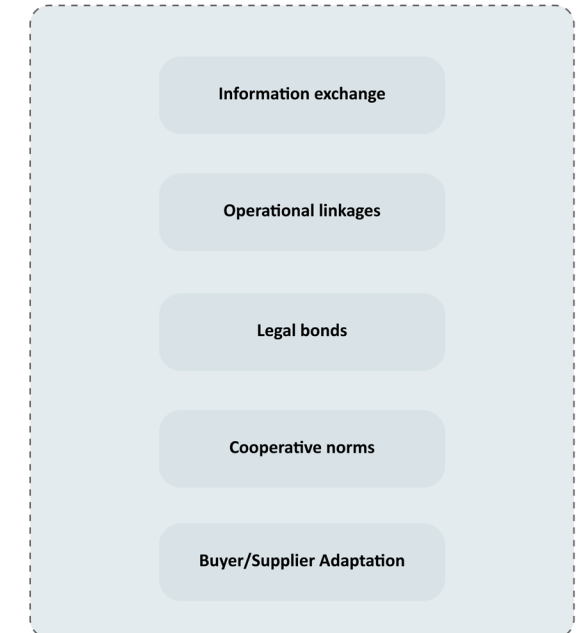 Information exchange
Operational linkages
Legal bonds
Cooperative norms
Buyer/Supplier Adaptation